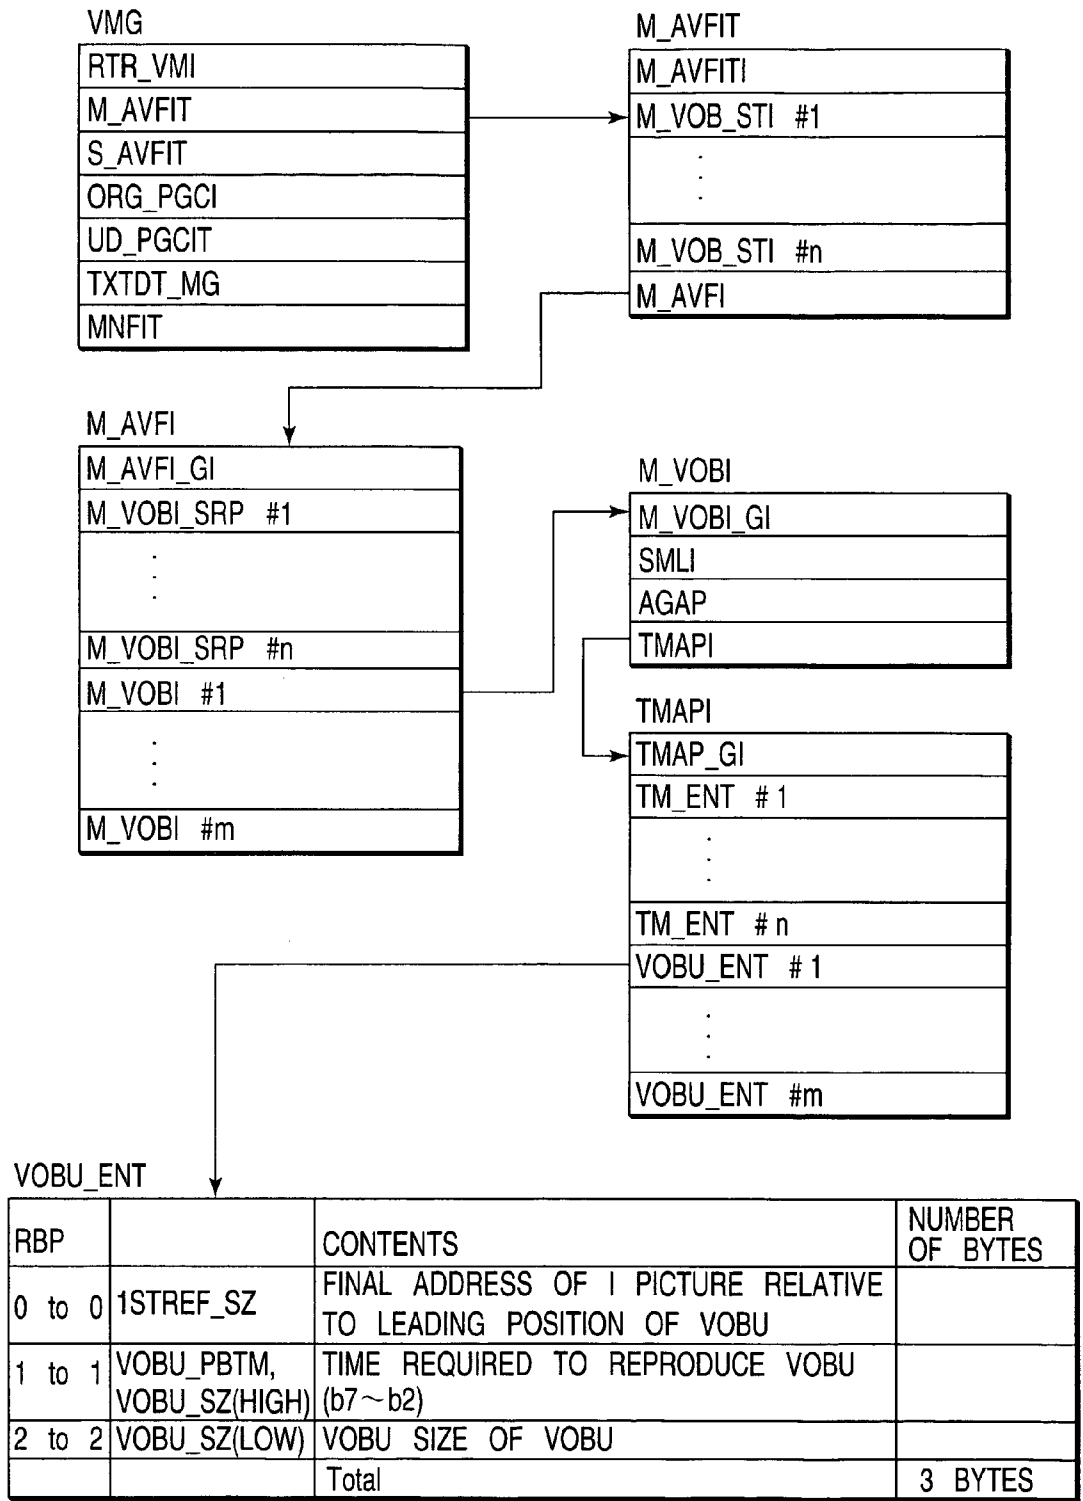 VMG
RTR_VMI
M_AVFIT
S_AVFIT
ORG_PGCI
UD_PGCIT
TXTDT_MG
MNFIT
M_AVFIT
M_AVFITI
M_VOB_STI #1
M_VOB_STI #n
M_AVFI
M_AVFI
M_AVFI_GI
M_VOBI_SRP #1
M_VOBI_SRP #n
M_VOBI #1
M_VOBI #m
M_VOBI
M_VOBI_GI
SMLI
AGAP
TMAPI
TMAPI
TMAP_GI
TM_ENT #1
TM_ENT #n
VOBU_ENT #1
VOBU_ENT #m
VOBU_ENT
RBP CONTENTS NUMBER
OF BYTES
0 to 0 1STREF_SZ FINAL ADDRESS OF I PICTURE RELATIVE
TO LEADING POSITION OF VOBU
1 to 1 VOBU_PBTM, TIME REQUIRED TO REPRODUCE VOBU
VOBU_SZ(HIGH) (b7~b2)
2 to 2 VOBU_SZ(LOW) VOBU SIZE OF VOBU
Total 3 BYTES